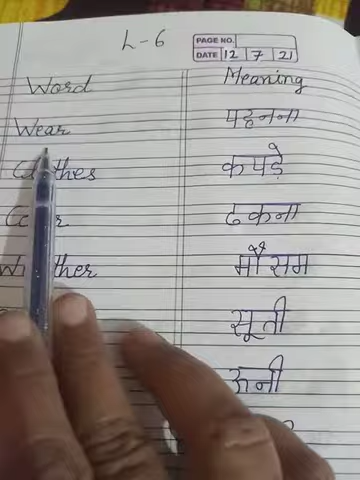 L-6
PAGE NO.
DATE 12 7 21
Word Meaning
Wear पहनना
कपड़े
ढकना
मौसम
सूती
ऊनी